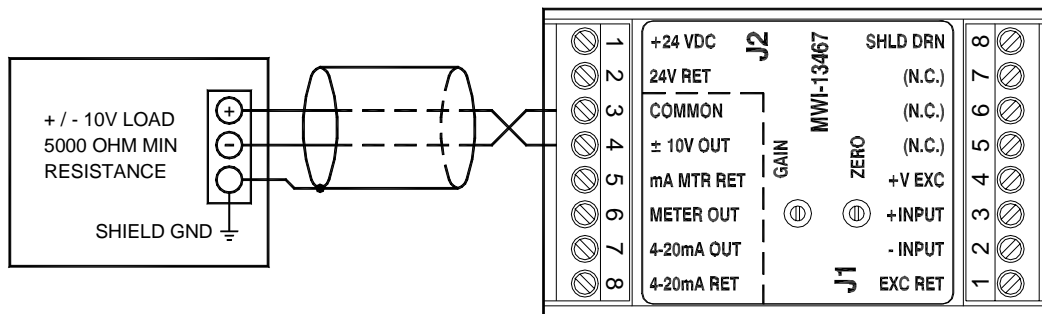 + / - 10V LOAD
5000 OHM MIN
RESISTANCE
+
-
SHIELD GND
1 +24 VDC
2 24V RET
3 COMMON
4 ± 10V OUT
5 mA MTR RET
6 METER OUT
7 4-20mA OUT
8 4-20mA RET
J2
MWI-13467
GAIN
ZERO
J1
SHLD DRN 8
(N.C.) 7
(N.C.) 6
(N.C.) 5
+V EXC 4
+INPUT 3
- INPUT 2
EXC RET 1